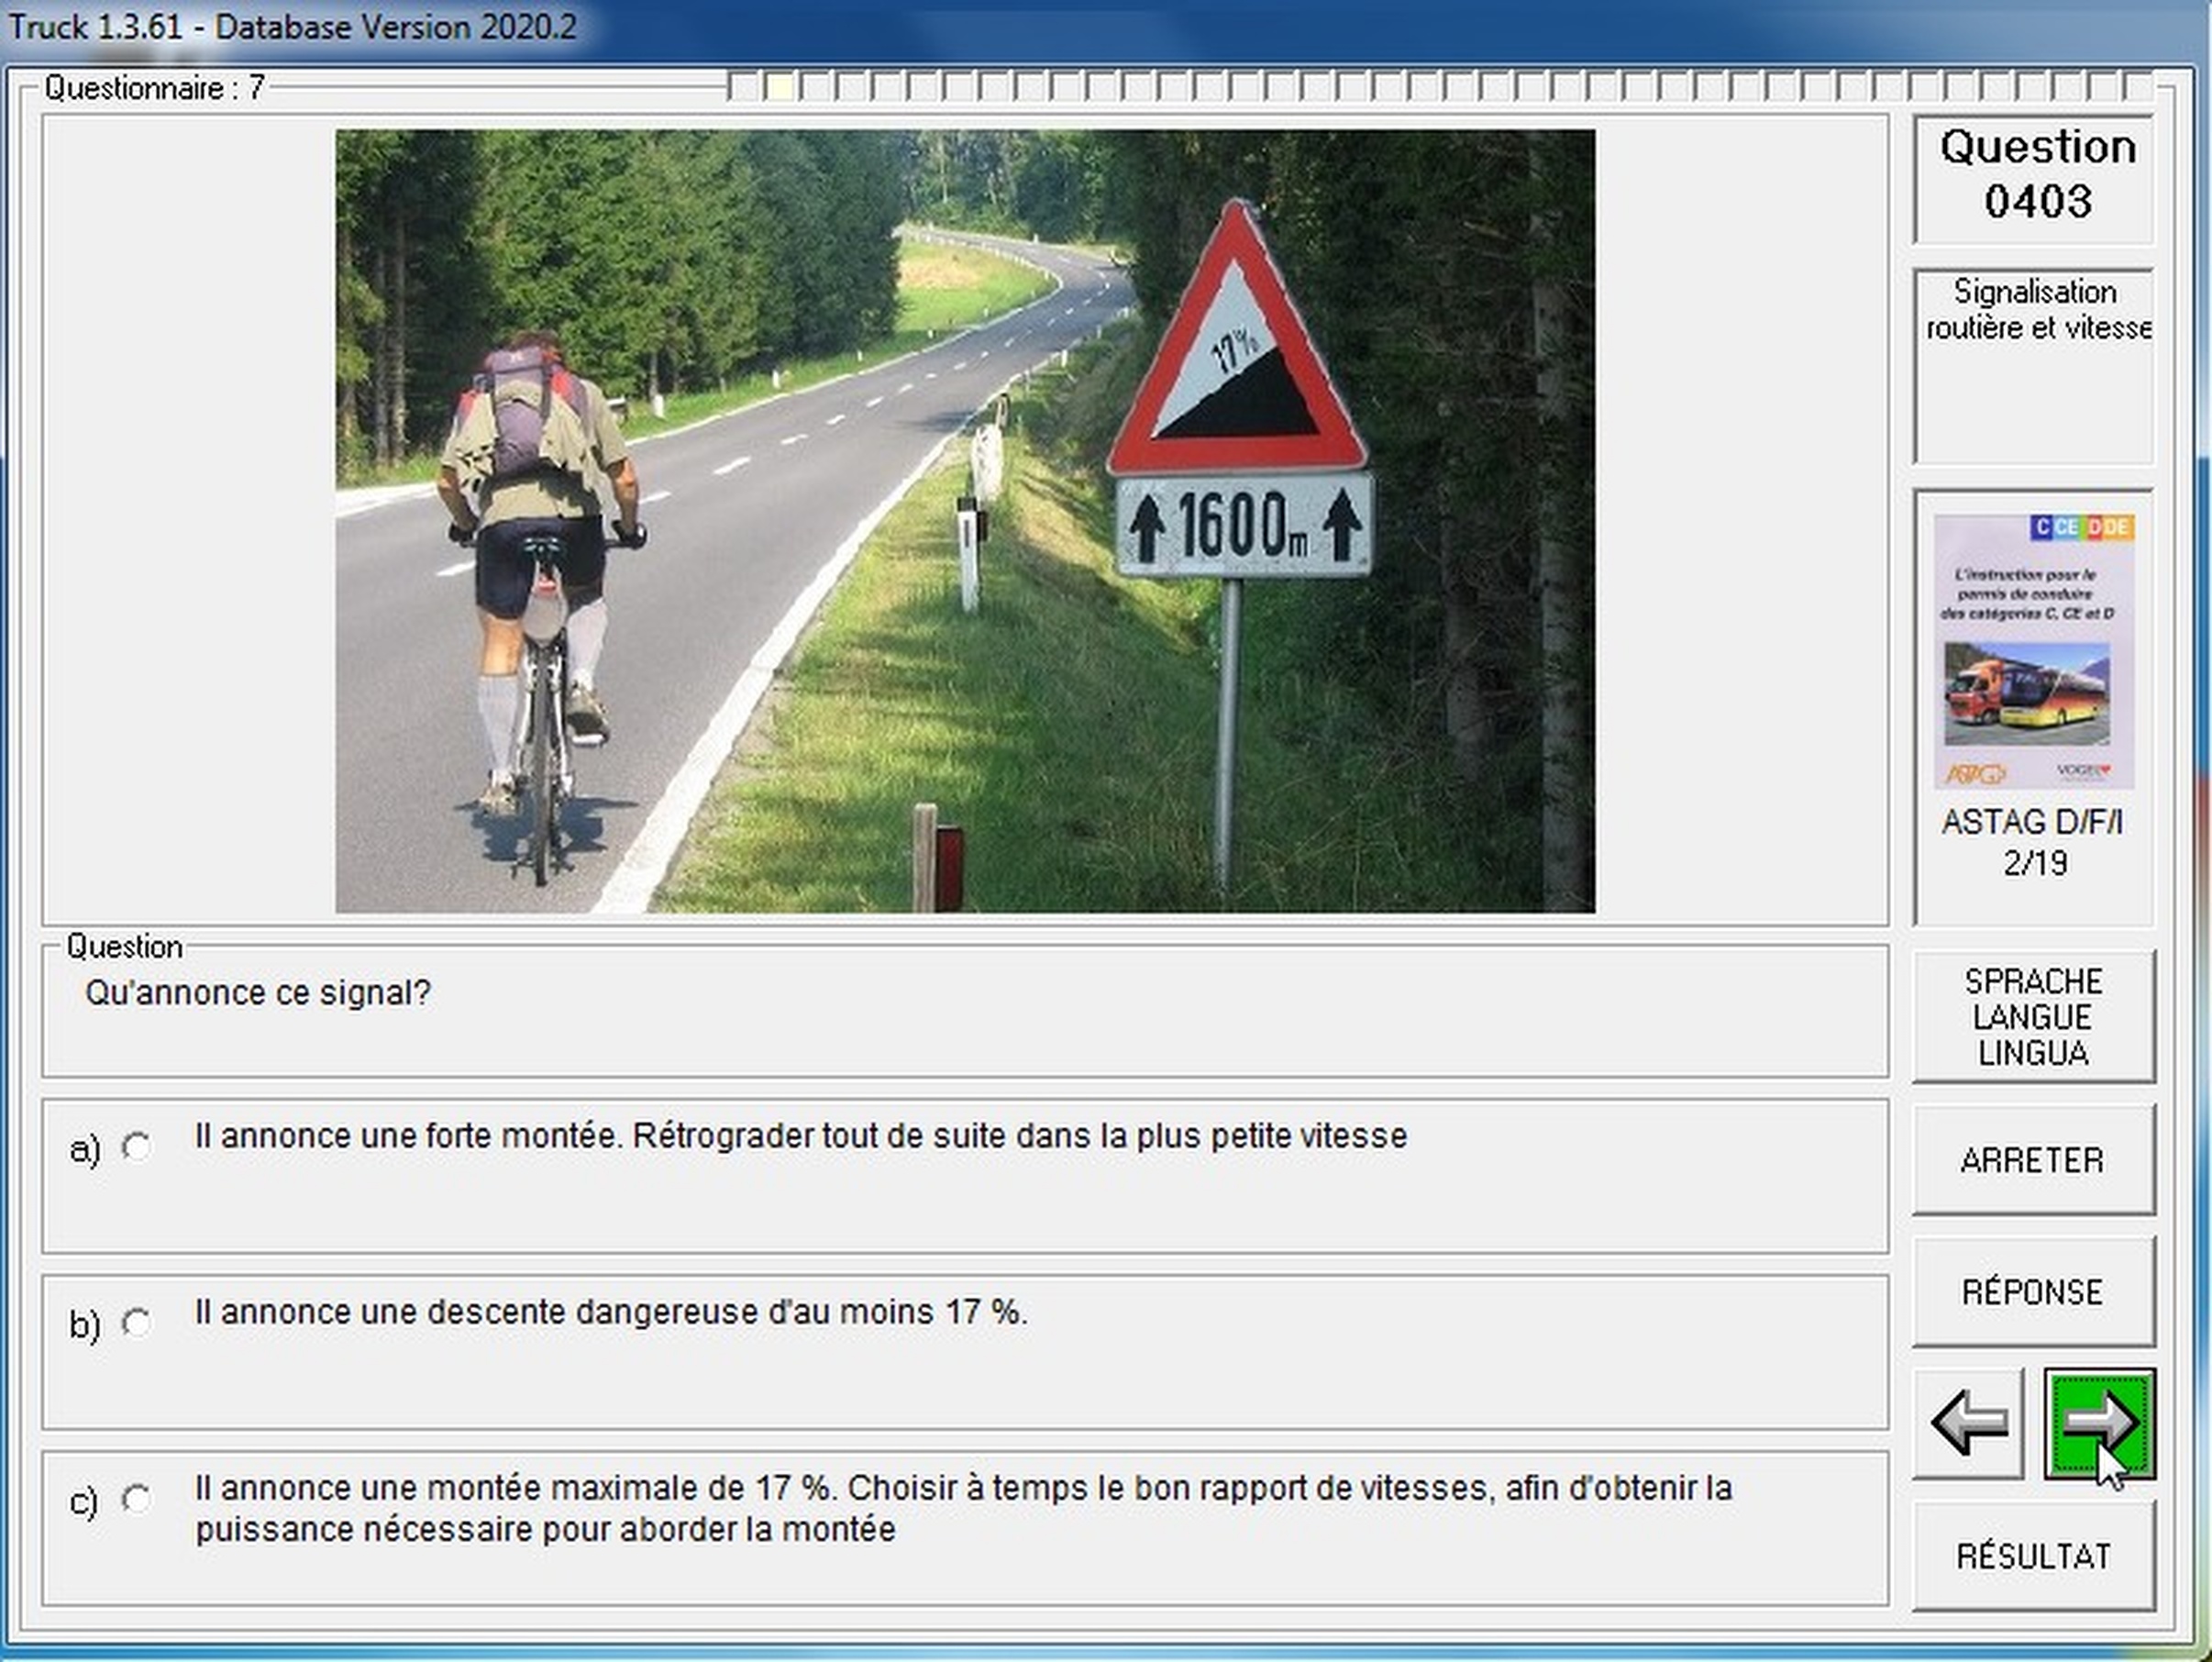 Truck 1.3.61 - Database Version 2020.2
Questionnaire : 7
Question
0403
Signalisation
routière et vitesse
17%
1600m
C CE D DE
L'instruction pour le
permis de conduire
des catégories C, CE et D
ASTAG
VOGEL
ASTAG D/F/I
2/19
Question
Qu'annonce ce signal?
SPRACHE
LANGUE
LINGUA
a) Il annonce une forte montée. Rétrograder tout de suite dans la plus petite vitesse
ARRETER
b) Il annonce une descente dangereuse d'au moins 17 %.
RÉPONSE
c) Il annonce une montée maximale de 17 %. Choisir à temps le bon rapport de vitesses, afin d'obtenir la
puissance nécessaire pour aborder la montée
RÉSULTAT